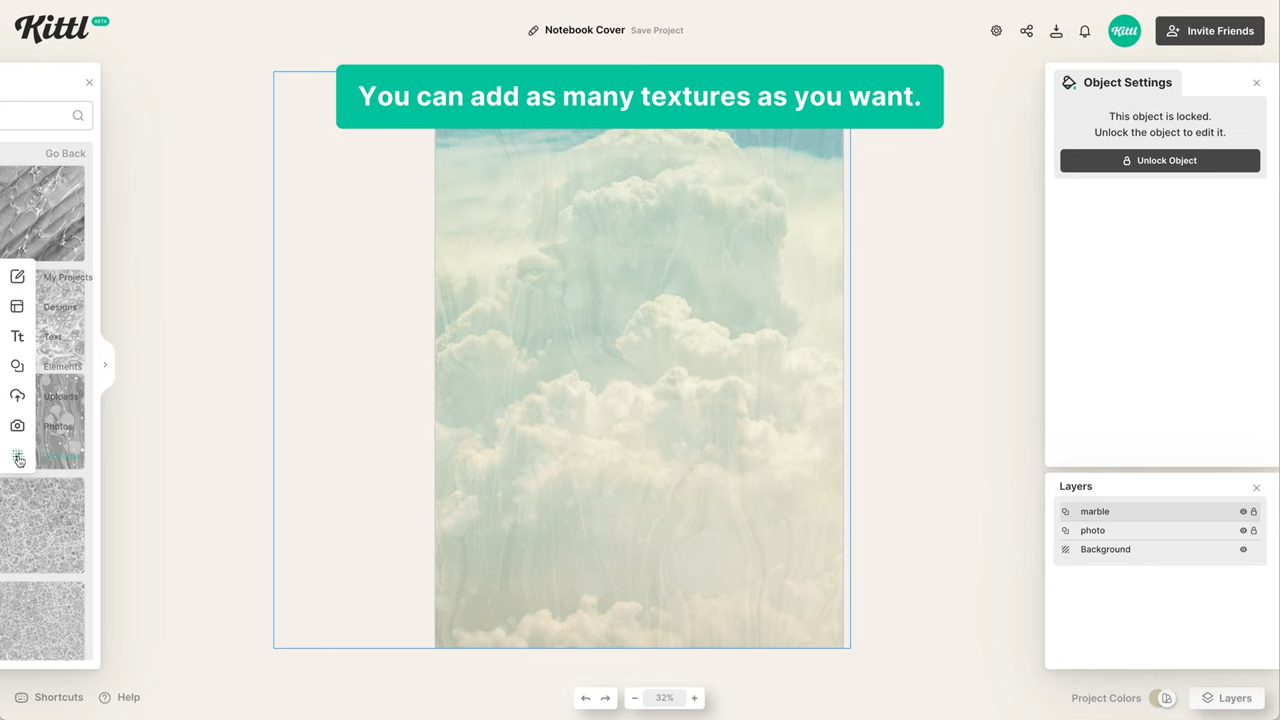 Kittl BETA
Notebook Cover Save Project
Kittl
Invite Friends
You can add as many textures as you want.
Go Back
My Projects
Designs
Text
Elements
Uploads
Photos
Object Settings
This object is locked.
Unlock the object to edit it.
Unlock Object
Layers
marble
photo
Background
Shortcuts
Help
32%
Project Colors
Layers